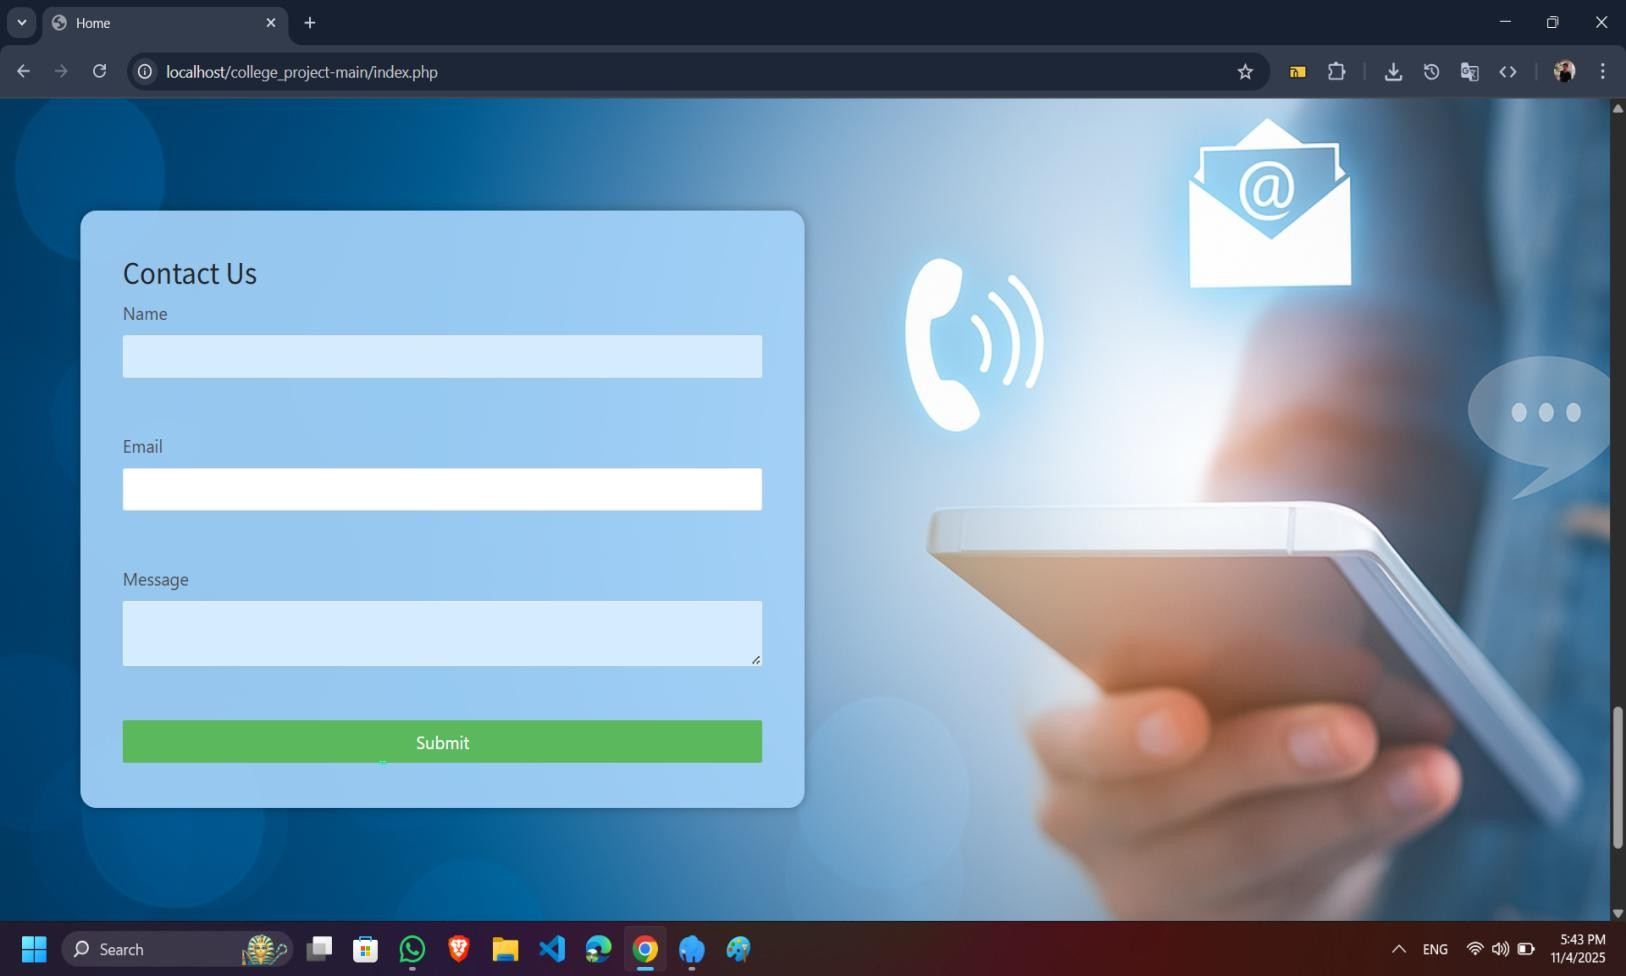 Home
localhost/college_project-main/index.php
@
Contact Us
Name
Email
Message
Submit
Search
ENG
5:43 PM
11/4/2025